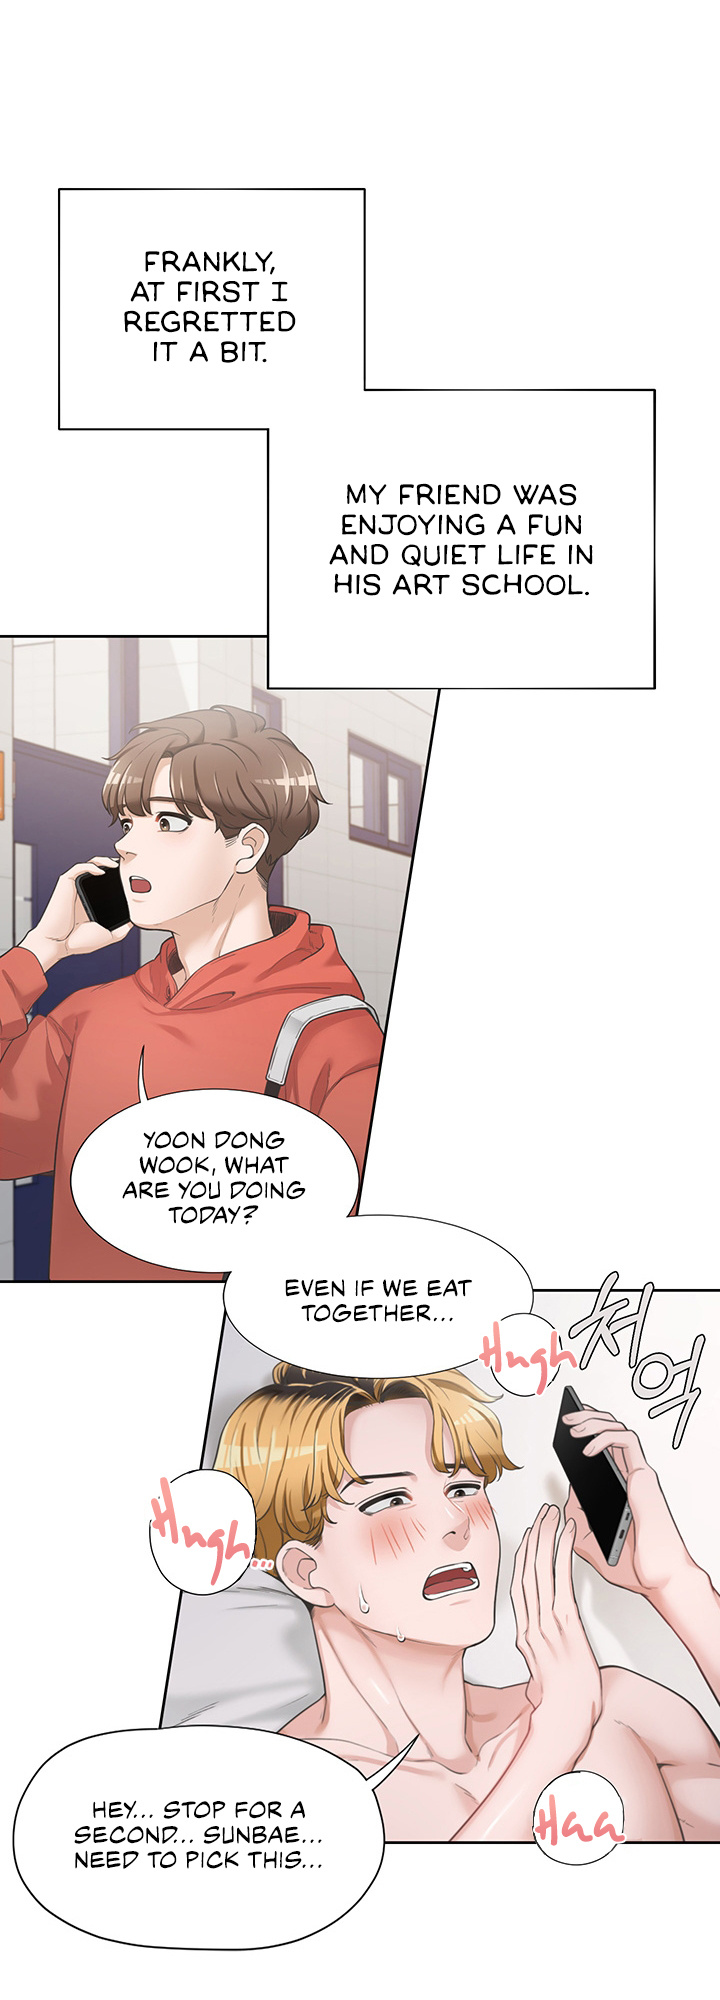 FRANKLY,
AT FIRST I
REGRETTED
IT A BIT.
MY FRIEND WAS
ENJOYING A FUN
AND QUIET LIFE IN
HIS ART SCHOOL.
YOON DONG
WOOK, WHAT
ARE YOU DOING
TODAY?
EVEN IF WE EAT
TOGETHER...
Hngh
저억
Hngh...
HEY... STOP FOR A
SECOND... SUNBAE...
NEED TO PICK THIS...
Haa